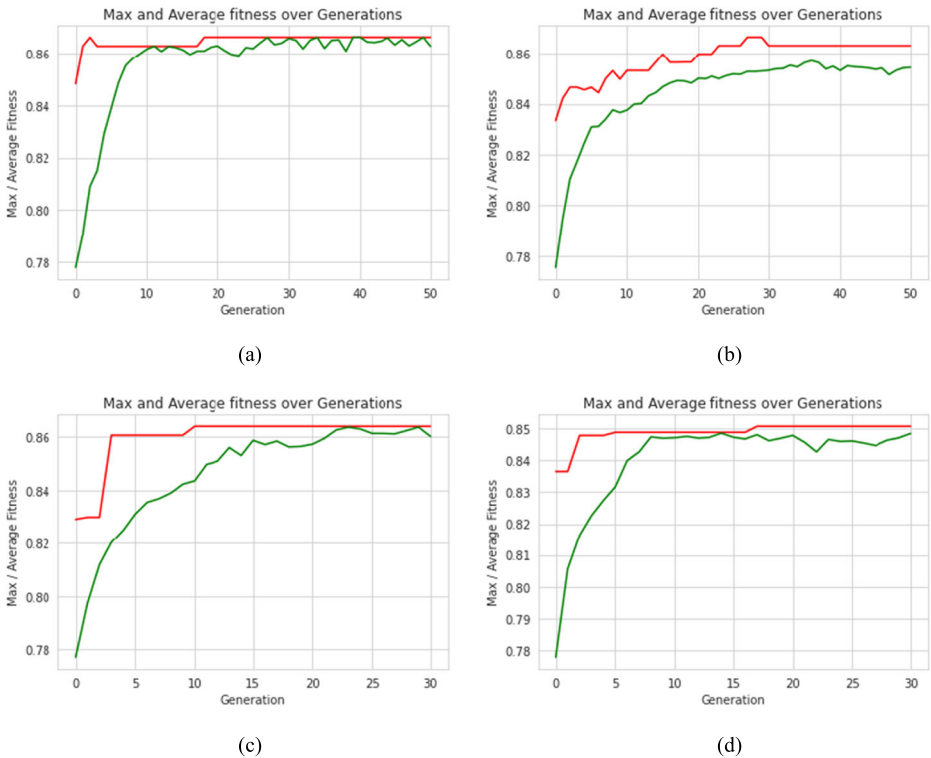 Max and Average fitness over Generations
Max / Average Fitness
0.86
0.84
0.82
0.80
0.78
0 10 20 30 40 50
Generation
(a)
Max and Average fitness over Generations
Max / Average Fitness
0.86
0.84
0.82
0.80
0.78
0 10 20 30 40 50
Generation
(b)
Max and Average fitness over Generations
Max / Average Fitness
0.86
0.84
0.82
0.80
0.78
0 5 10 15 20 25 30
Generation
(c)
Max and Average fitness over Generations
Max / Average Fitness
0.85
0.84
0.83
0.82
0.81
0.80
0.79
0.78
0 5 10 15 20 25 30
Generation
(d)